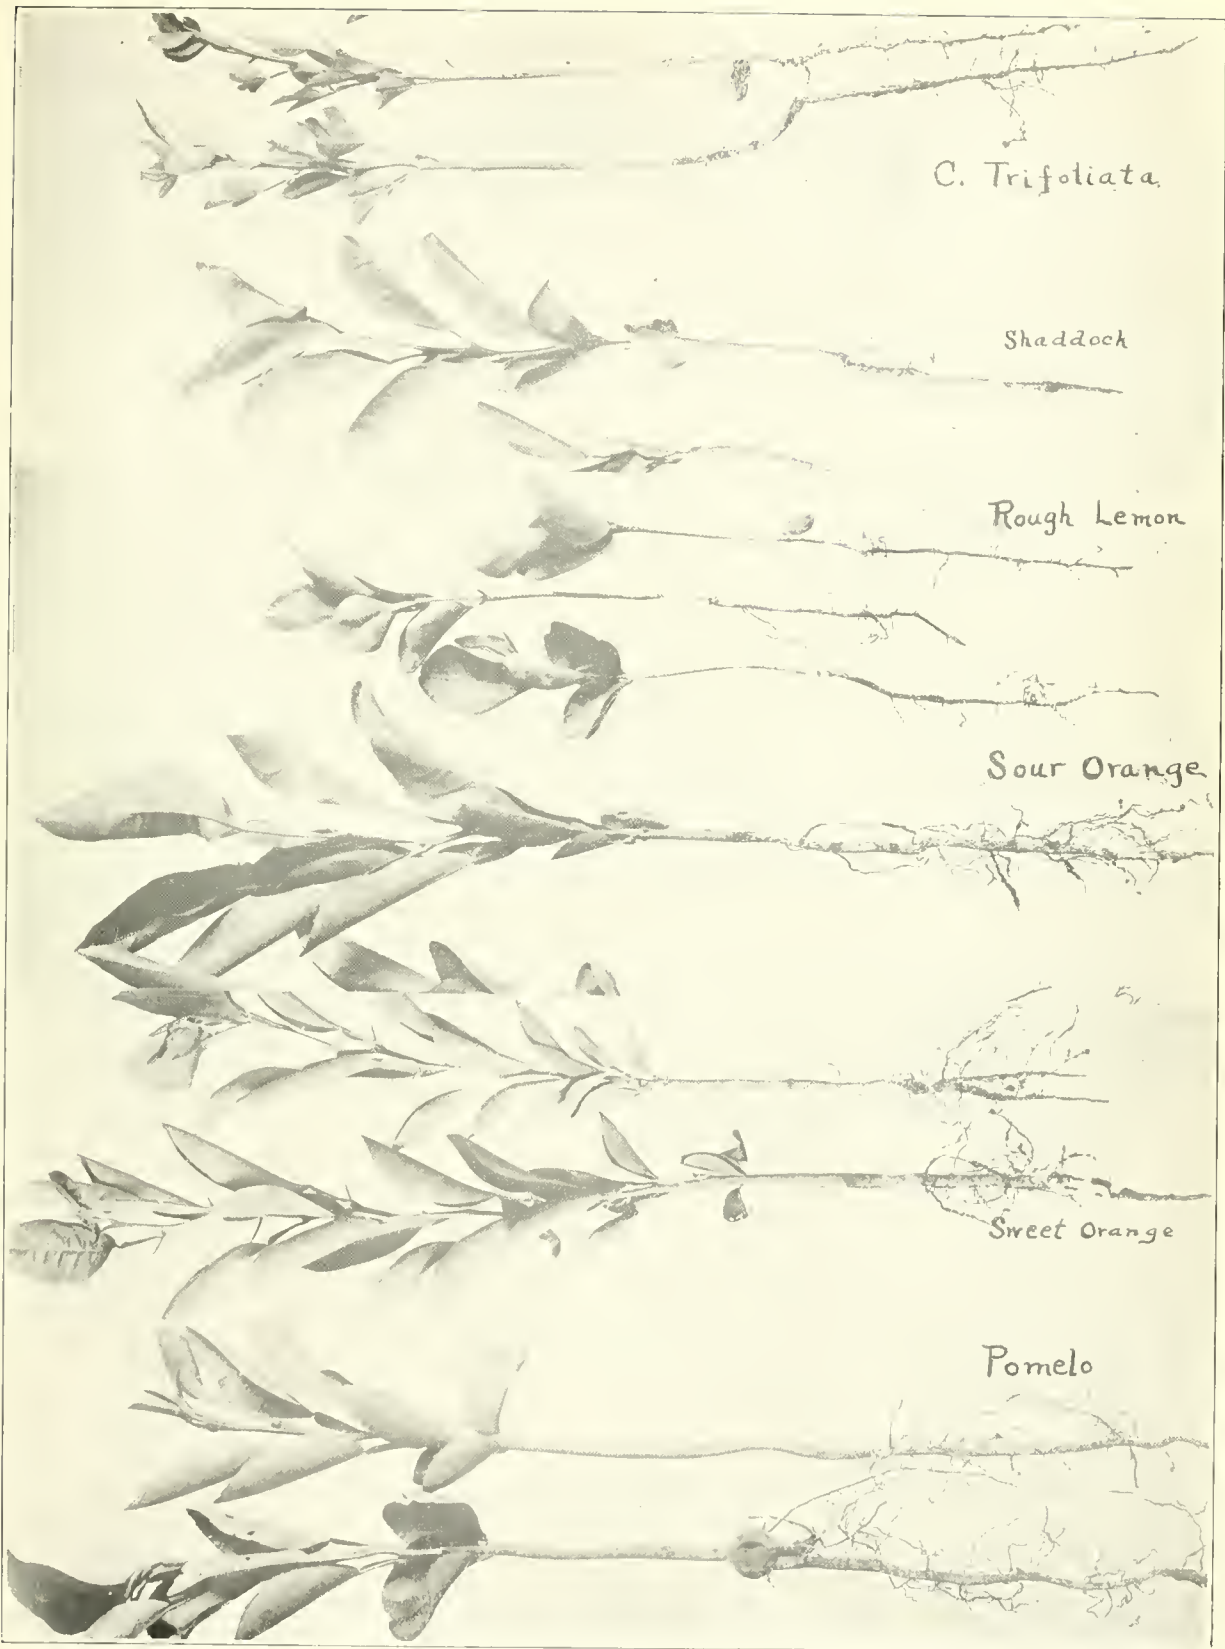 C. Trifoliata.
Shaddock
Rough Lemon
Sour Orange
Sweet Orange
Pomelo